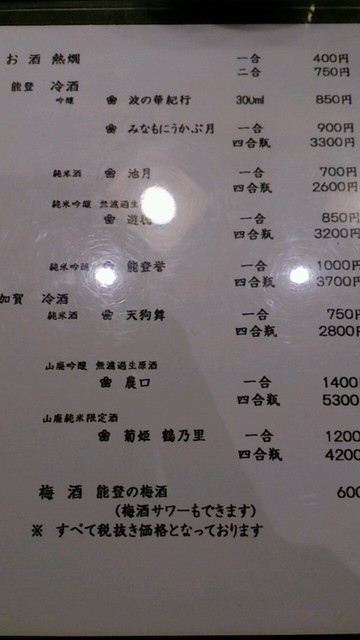 お酒 熱燗 一合 400円
二合 750円
能登 冷酒
吟醸 波の華紀行 300ml 850円
みなもにうかぶ月 一合 900円
四合瓶 3300円
純米酒 池月 一合 700円
四合瓶 2600円
純米吟醸 無濾過生
遊 一合 850円
四合瓶 3200円
純米吟醸 能登誉 一合 1000円
四合瓶 3700円
加賀 冷酒
純米酒 天狗舞 一合 750円
四合瓶 2800円
山廃吟醸 無濾過生原酒
農口 一合 1400
四合瓶 5300
山廃純米限定酒
菊姫 鶴乃里 一合 1200
四合瓶 4200
梅酒 能登の梅酒 600
(梅酒サワーもできます)
※ すべて税抜き価格となっております